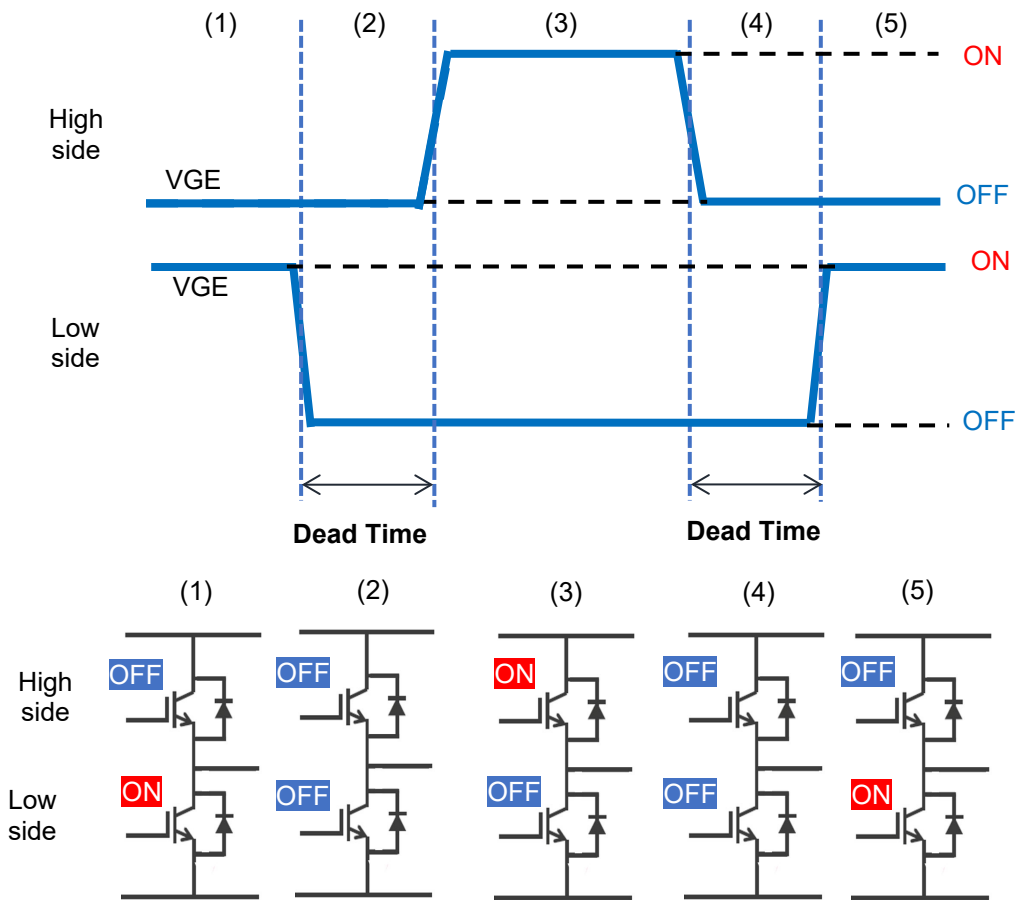 (1) (2) (3) (4) (5)
ON
High
side
VGE
OFF
ON
VGE
Low
side
OFF
Dead Time Dead Time
(1) (2) (3) (4) (5)
High
side
OFF OFF ON OFF OFF
Low
side
ON OFF OFF OFF ON